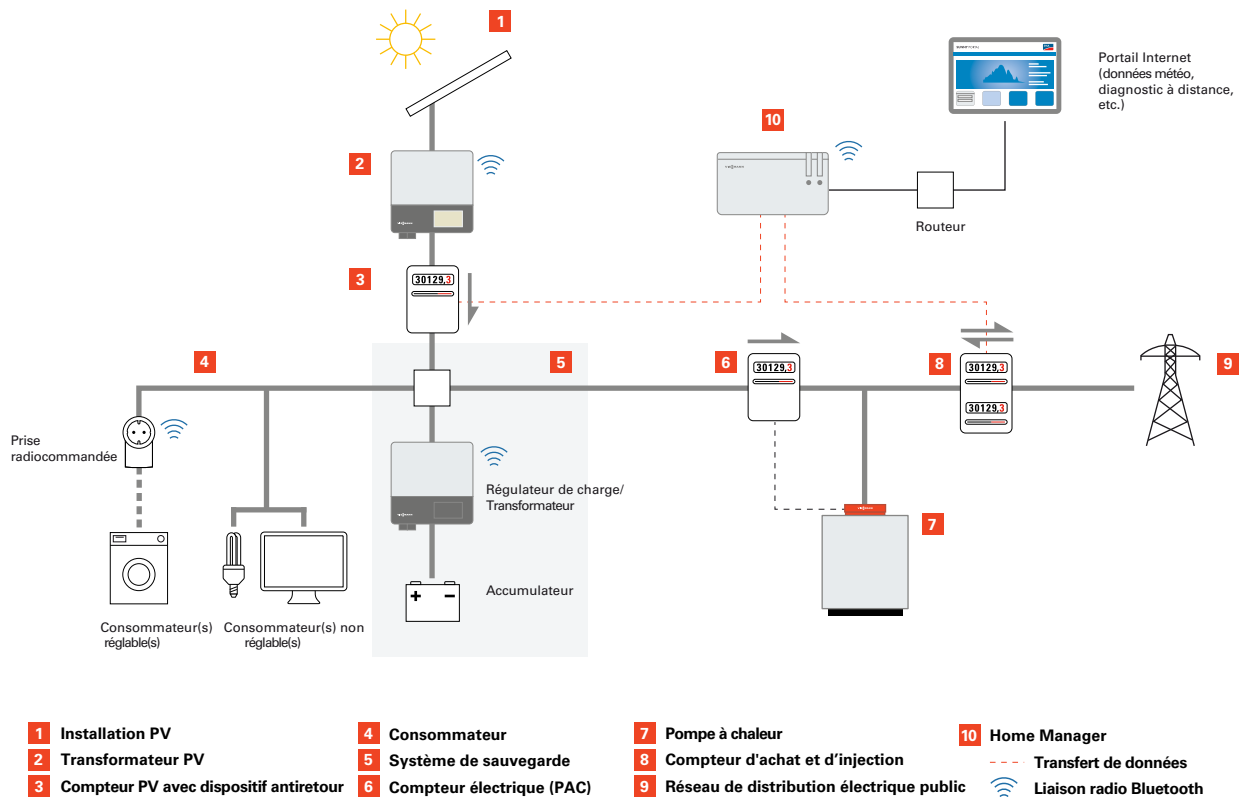 1
Portail Internet
(données météo,
diagnostic à distance,
etc.)
10
2
Routeur
3
30129,3
4
5
6
30129,3
8
30129,3
30129,3
9
Prise
radiocommandée
Régulateur de charge/
Transformateur
7
Accumulateur
Consommateur(s)
réglable(s)
Consommateur(s) non
réglable(s)
1 Installation PV
2 Transformateur PV
3 Compteur PV avec dispositif antiretour
4 Consommateur
5 Système de sauvegarde
6 Compteur électrique (PAC)
7 Pompe à chaleur
8 Compteur d'achat et d’injection
9 Réseau de distribution électrique public
10 Home Manager
Transfert de données
Liaison radio Bluetooth